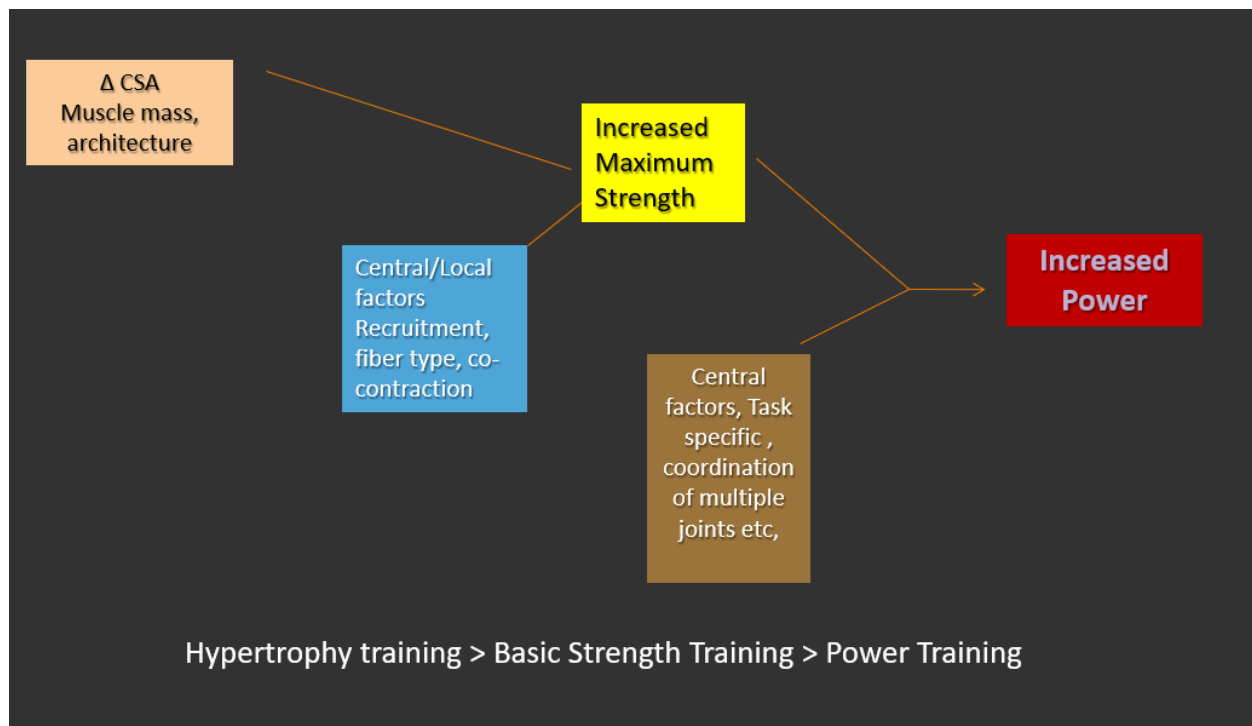 Δ CSA
Muscle mass,
architecture
Increased
Maximum
Strength
Central/Local
factors
Recruitment,
fiber type, co-
contraction
Increased
Power
Central
factors, Task
specific ,
coordination
of multiple
joints etc,
Hypertrophy training > Basic Strength Training > Power Training